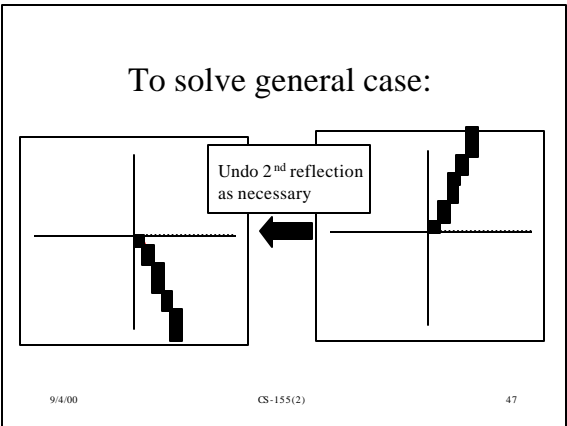 To solve general case:
Undo 2nd reflection
as necessary
9/4/00
CS-155(2)
47